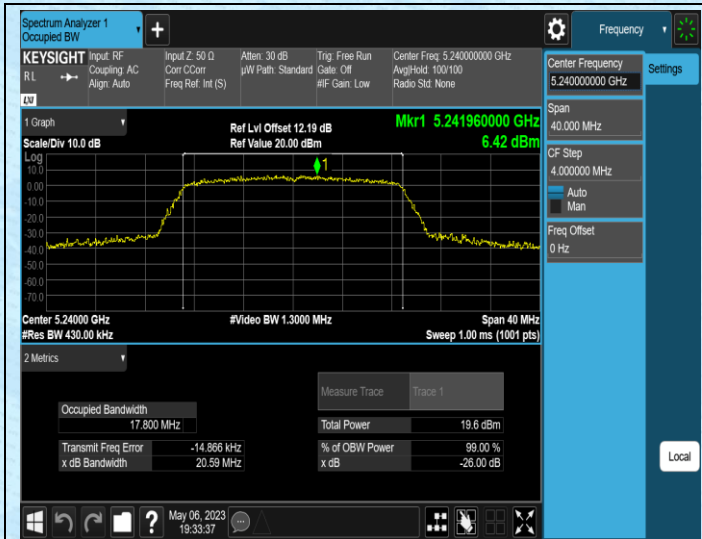 Spectrum Analyzer 1
Occupied BW
+
Frequency
KEYSIGHT
R L
LXI
Input: RF
Coupling: AC
Align: Auto
Input Z: 50 Ω
Corr CCorr
Freq Ref: Int (S)
Atten: 30 dB
µW Path: Standard
Trig: Free Run
Gate: Off
#IF Gain: Low
Center Freq: 5.240000000 GHz
Avg|Hold: 100/100
Radio Std: None
Center Frequency
5.240000000 GHz
Settings
Span
40.000 MHz
CF Step
4.000000 MHz
Auto
Man
Freq Offset
0 Hz
Local
1 Graph
Scale/Div 10.0 dB
Ref Lvl Offset 12.19 dB
Ref Value 20.00 dBm
Mkr1 5.241960000 GHz
6.42 dBm
Log
10.0
0.00
-10.0
-20.0
-30.0
-40.0
-50.0
-60.0
-70.0
1
Center 5.24000 GHz
#Res BW 430.00 kHz
#Video BW 1.3000 MHz
Span 40 MHz
Sweep 1.00 ms (1001 pts)
2 Metrics
Measure Trace
Trace 1
Occupied Bandwidth
17.800 MHz
Total Power
19.6 dBm
Transmit Freq Error
-14.866 kHz
% of OBW Power
99.00 %
x dB Bandwidth
20.59 MHz
x dB
-26.00 dB
?
May 06, 2023
19:33:37